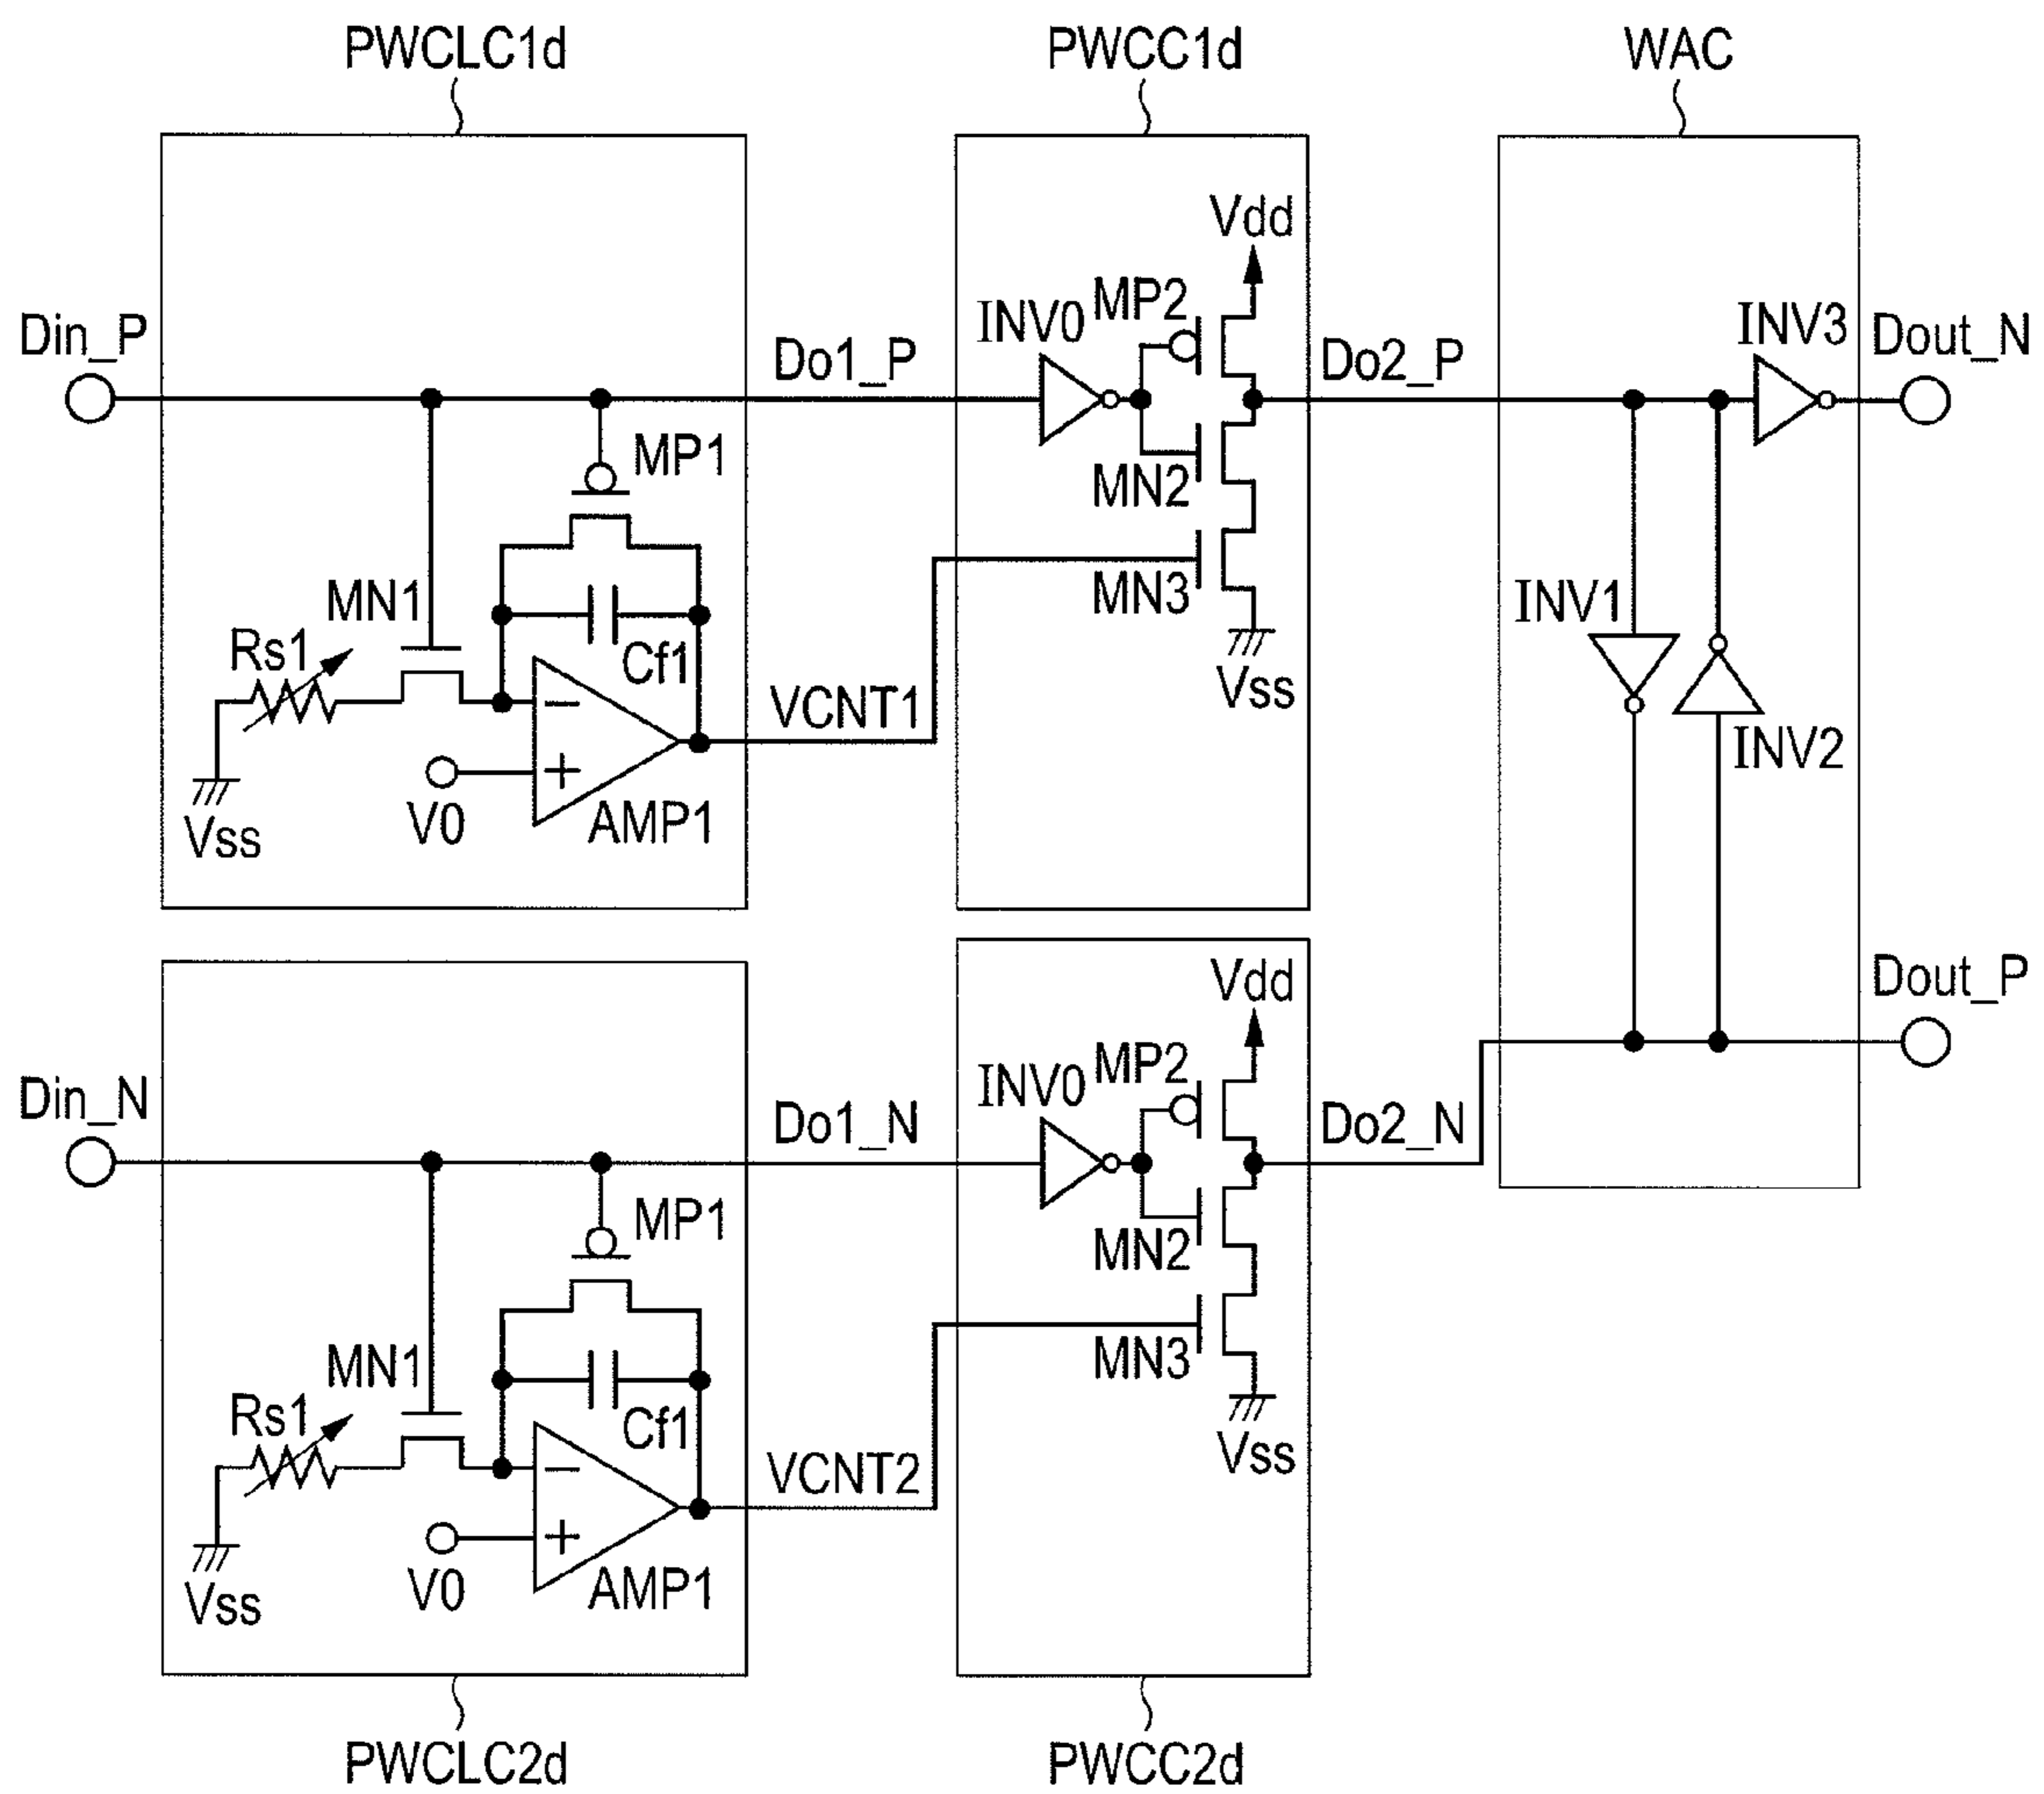 PWCLC1d
PWCC1d
WAC
Vdd
Din_P
Do1_P
INV0
MP2
Do2_P
INV3
Dout_N
MP1
MN2
MN1
MN3
INV1
Rs1
Cf1
Vss
VCNT1
INV2
−
+
V0
AMP1
Vss
Vdd
Dout_P
Din_N
Do1_N
INV0
MP2
Do2_N
MP1
MN2
MN1
MN3
Rs1
Cf1
Vss
VCNT2
−
+
V0
AMP1
Vss
PWCLC2d
PWCC2d